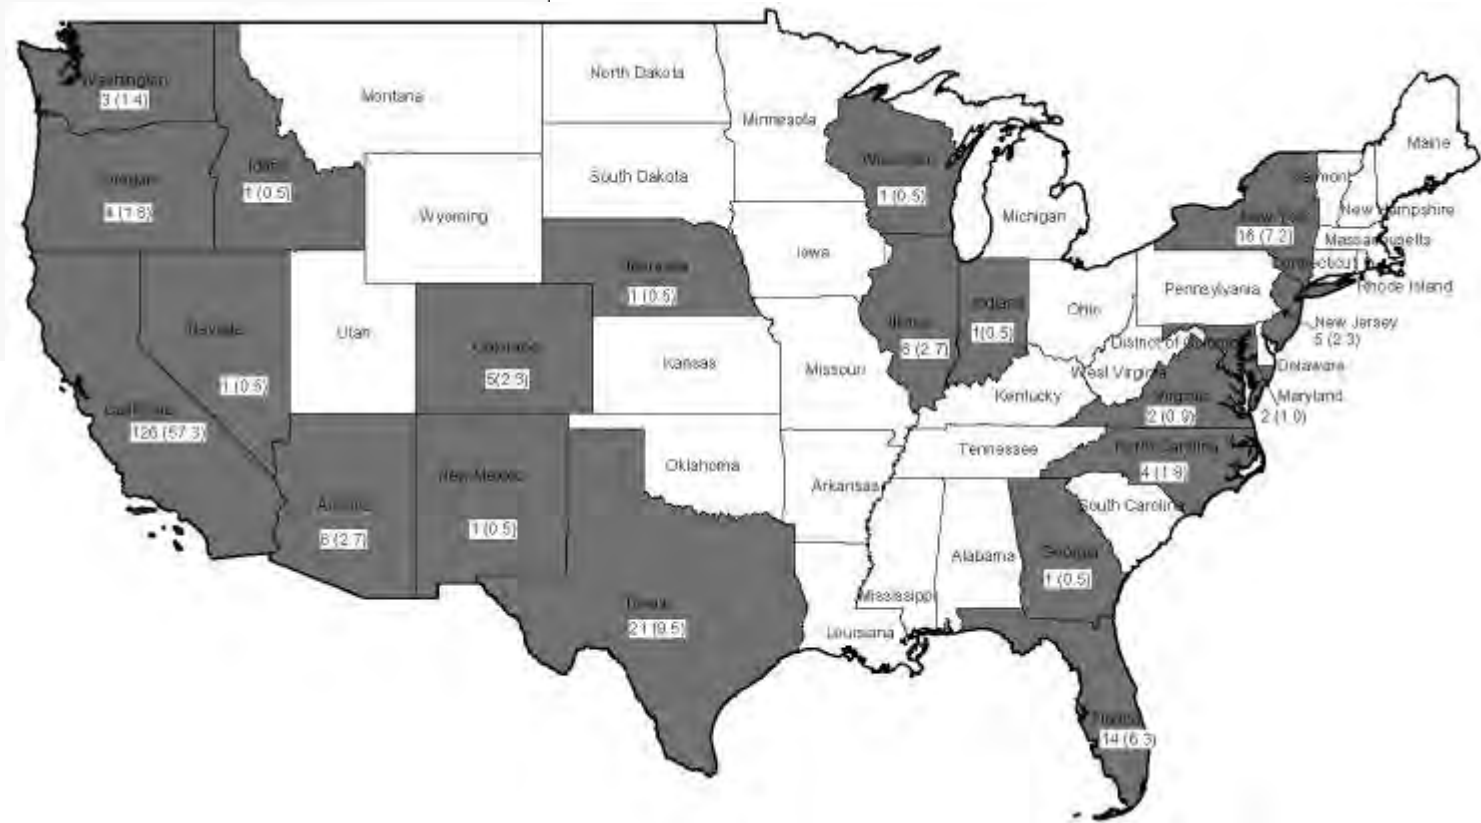 Washington
3 (1.4)
Montana
North Dakota
Minnesota
Maine
Oregon
4 (1.8)
Idaho
1 (0.5)
South Dakota
Wisconsin
1 (0.5)
Michigan
Vermont
New Hampshire
New York
16 (7.2)
Massachusetts
Connecticut
Rhode Island
Wyoming
Iowa
Nebraska
1 (0.5)
Nevada
1 (0.5)
Utah
Colorado
5(2.3)
Kansas
Missouri
Illinois
6 (2.7)
Indiana
1(0.5)
Ohio
Pennsylvania
New Jersey
5 (2.3)
District of Columbia
Delaware
West Virginia
Maryland
2 (1.0)
Kentucky
Virginia
2 (0.9)
California
126 (57.3)
Arizona
6 (2.7)
New Mexico
1 (0.5)
Oklahoma
Arkansas
Tennessee
North Carolina
4 (1.8)
South Carolina
Texas
21 (9.5)
Louisiana
Mississippi
Alabama
Georgia
1 (0.5)
Florida
14 (6.3)